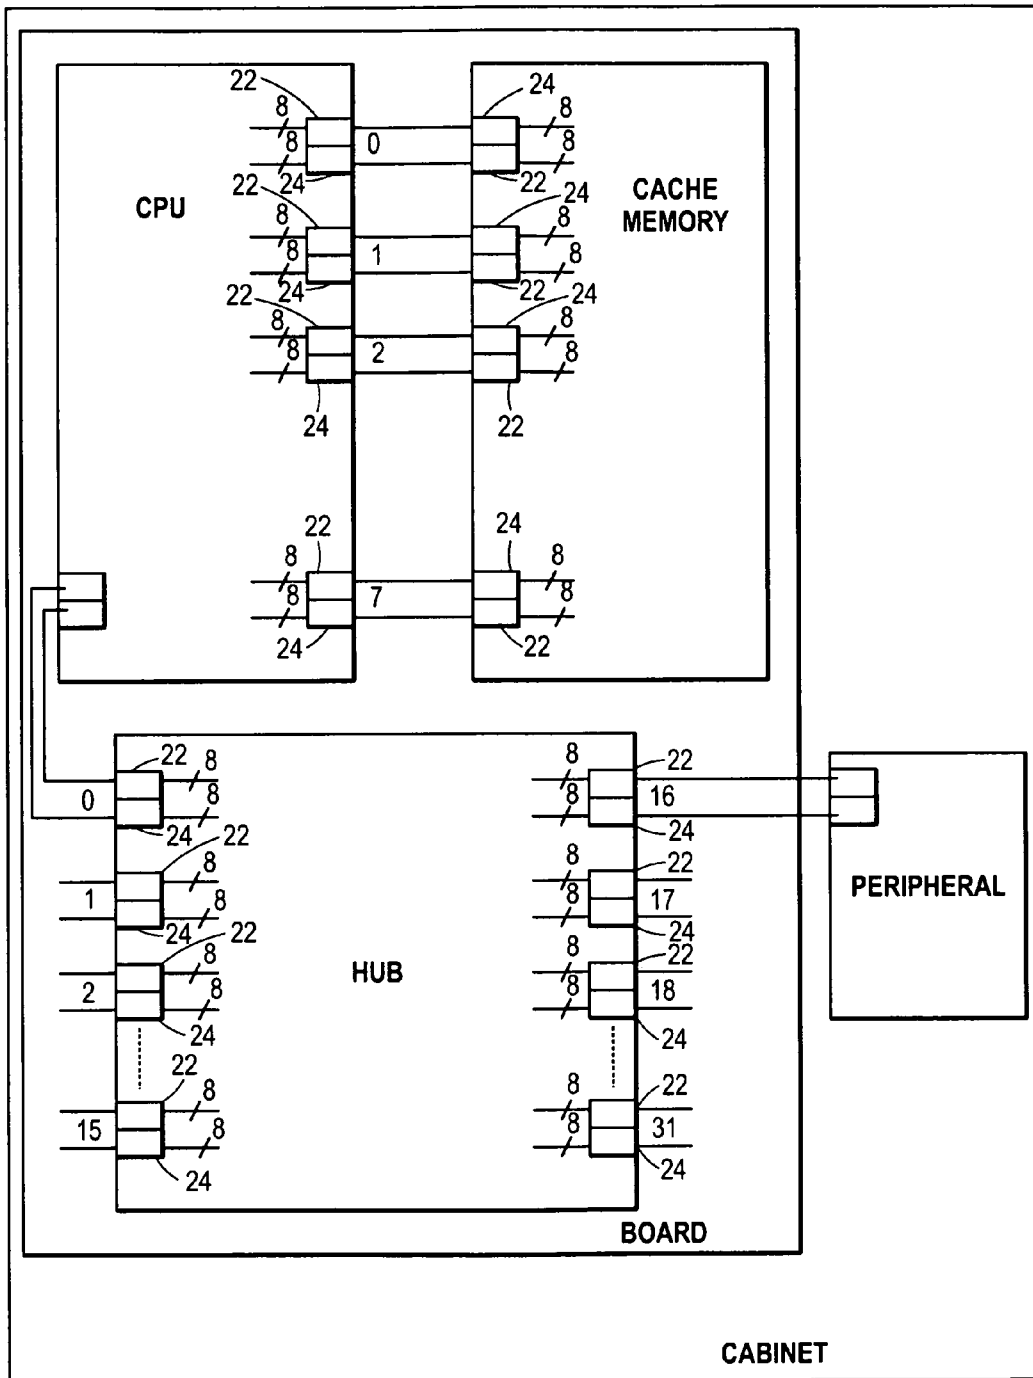 22 8 8 0 24 24 8 8 22
CPU
CACHE
MEMORY
22 8 8 1 24 24 8 8 22
22 8 8 2 24 24 8 8 22
22 8 8 7 24 24 8 8 22
HUB
0 22 8 8 24
1 22 8 8 24
2 22 8 8 24
15 22 8 8 24
8 8 22 16 24
8 8 22 17 24
8 8 22 18 24
8 8 22 31 24
PERIPHERAL
BOARD
CABINET